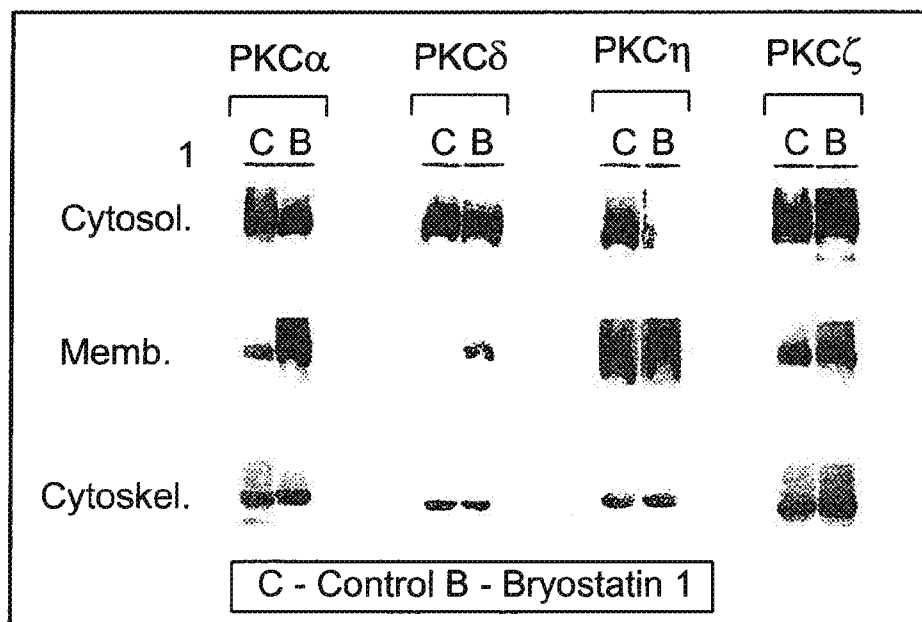 PKCα PKCδ PKCη PKCζ
1 C B C B C B C B
Cytosol.
Memb.
Cytoskel.
C - Control B - Bryostatin 1